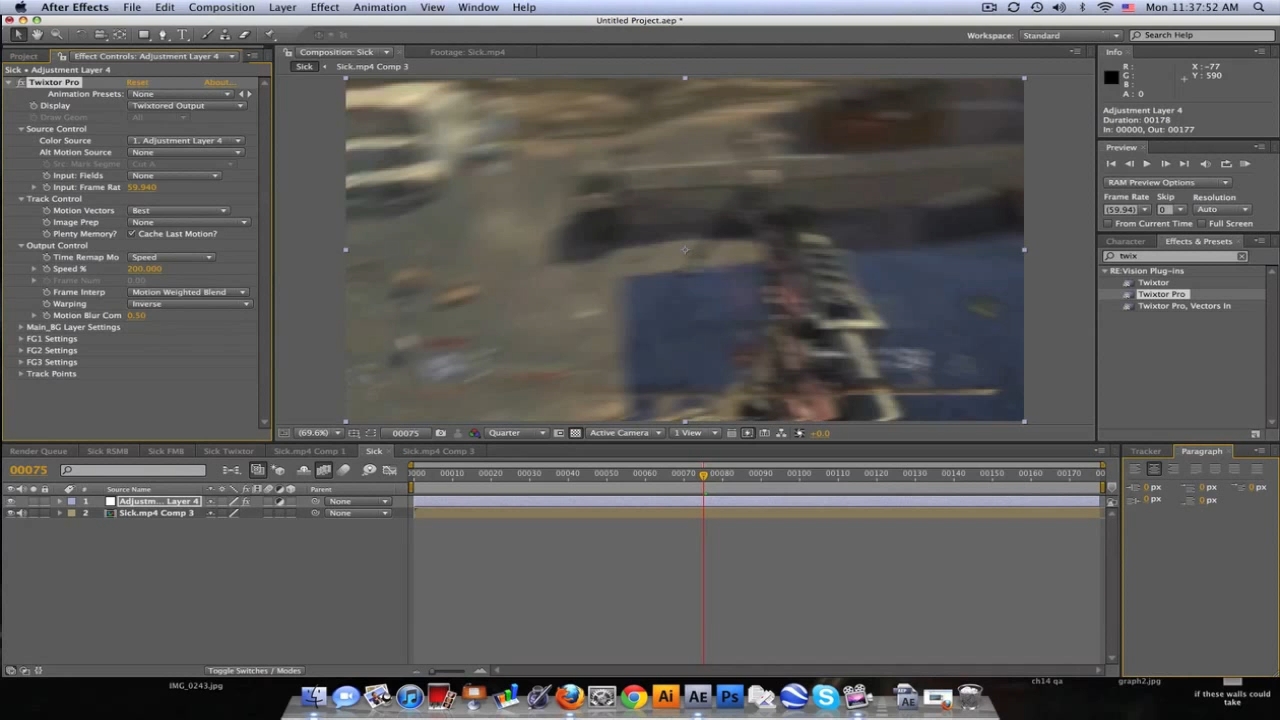 After Effects File Edit Composition Layer Effect Animation View Window Help Mon 11:37:52 AM
Untitled Project.aep *
Workspace: Standard Search Help
Project Effect Controls: Adjustment Layer 4
Composition: Sick Footage: Sick.mp4
Info
Sick • Adjustment Layer 4
Sick Sick.mp4 Comp 3
Twixtor Pro Reset About...
Animation Presets: None
Display Twixtored Output
Draw Geom All
Source Control
Color Source 1. Adjustment Layer 4
Alt Motion Source None
Src: Mark Segme Cut A
Input: Fields None
Input: Frame Rat 59.940
Track Control
Motion Vectors Best
Image Prep None
Plenty Memory? Cache Last Motion?
Output Control
Time Remap Mo Speed
Speed % 200.000
Frame Num 0.00
Frame Interp Motion Weighted Blend
Warping Inverse
Motion Blur Com 0.50
Main_BG Layer Settings
FG1 Settings
FG2 Settings
FG3 Settings
Track Points
R : X : -77
G : Y : 590
B :
A : 0
Adjustment Layer 4
Duration: 00178
In: 00000, Out: 00177
Preview
RAM Preview Options
Frame Rate Skip Resolution
(59.94) 0 Auto
From Current Time Full Screen
Character Effects & Presets
twix
RE:Vision Plug-ins
Twixtor
Twixtor Pro
Twixtor Pro, Vectors In
(69.6%) 00075 Quarter Active Camera 1 View +0.0
Render Queue Sick RSMB Sick FMB Sick Twixtor Sick.mp4 Comp 1 Sick Sick.mp4 Comp 3
Tracker Paragraph
00075
0000 00010 00020 00030 00040 00050 00060 00070 00080 00090 00100 00110 00120 00130 00140 00150 00160 00170 00
# Source Name Parent
1 Adjustm... Layer 4 None
2 Sick.mp4 Comp 3 None
0 px 0 px 0 px
0 px 0 px
Toggle Switches / Modes
IMG_0243.jpg
ch14 qa
graph2.jpg
if these walls could
take